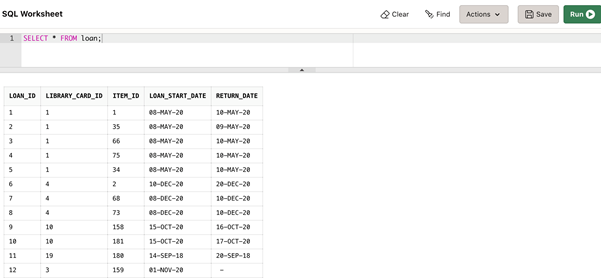 SQL Worksheet
Clear
Find
Actions
Save
Run
1 SELECT * FROM loan;
LOAN_ID LIBRARY_CARD_ID ITEM_ID LOAN_START_DATE RETURN_DATE
1 1 1 08-MAY-20 10-MAY-20
2 1 35 08-MAY-20 09-MAY-20
3 1 66 08-MAY-20 10-MAY-20
4 1 75 08-MAY-20 10-MAY-20
5 1 34 08-MAY-20 10-MAY-20
6 4 2 10-DEC-20 20-DEC-20
7 4 68 08-DEC-20 10-DEC-20
8 4 73 08-DEC-20 10-DEC-20
9 10 158 15-OCT-20 16-OCT-20
10 10 181 15-OCT-20 17-OCT-20
11 19 180 14-SEP-18 20-SEP-18
12 3 159 01-NOV-20 -